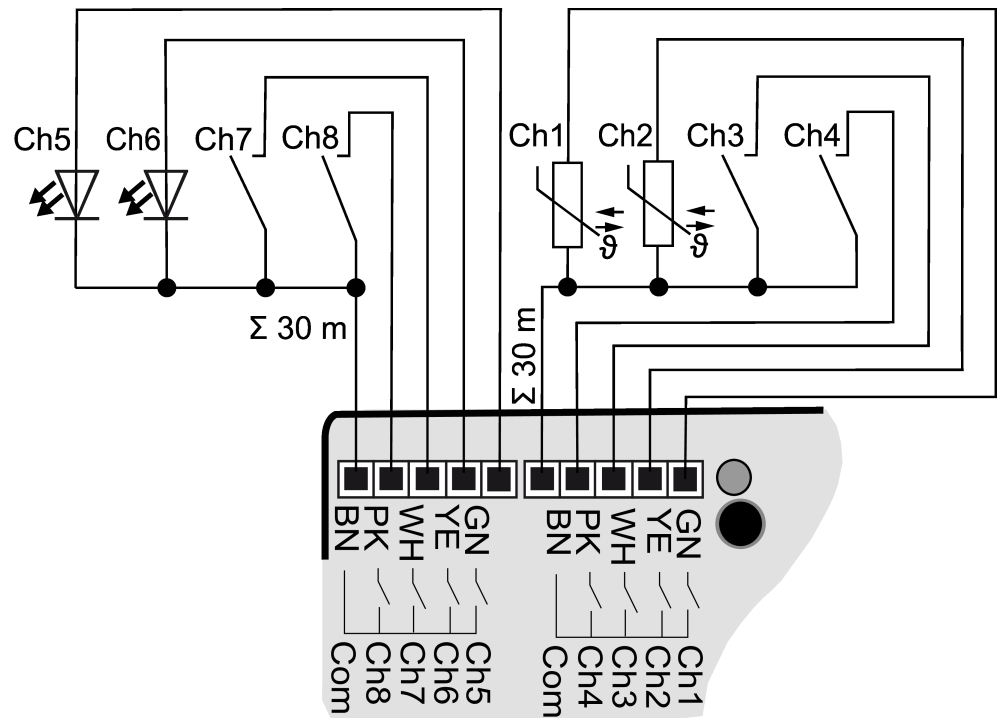 Ch5 Ch6 Ch7 Ch8 Ch1 Ch2 Ch3 Ch4
ϑ ϑ
Σ 30 m
Σ 30 m
BN PK WH YE GN BN PK WH YE GN
Com Ch8 Ch7 Ch6 Ch5 Com Ch4 Ch3 Ch2 Ch1